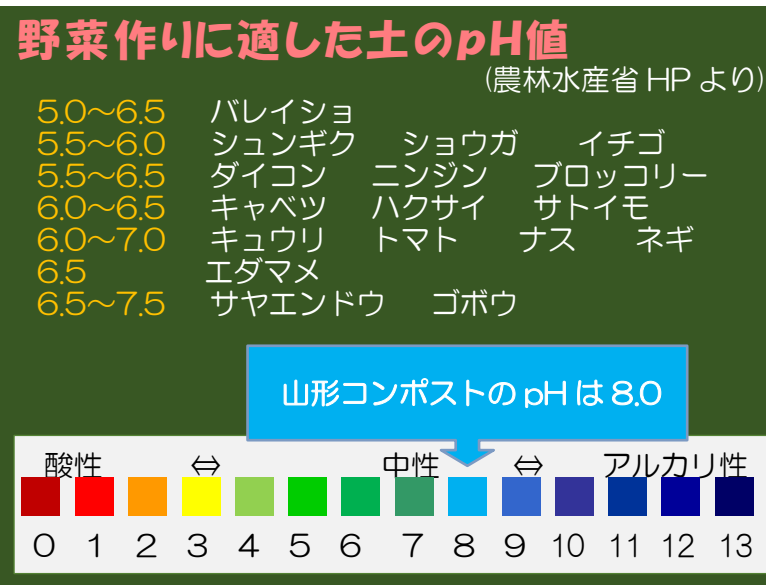 野菜作りに適した土のpH値
(農林水産省 HP より)
5.0～6.5 バレイショ
5.5～6.0 シュンギク ショウガ イチゴ
5.5～6.5 ダイコン ニンジン ブロッコリー
6.0～6.5 キャベツ ハクサイ サトイモ
6.0～7.0 キュウリ トマト ナス ネギ
6.5 エダマメ
6.5～7.5 サヤエンドウ ゴボウ
山形コンポストの pH は 8.0
酸性 ⇔ 中性 ⇔ アルカリ性
0 1 2 3 4 5 6 7 8 9 10 11 12 13